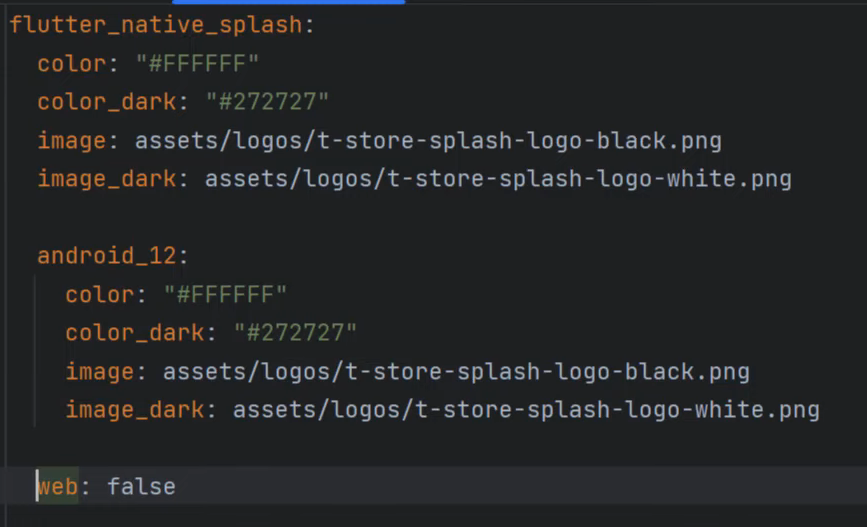 flutter_native_splash:
  color: "#FFFFFF"
  color_dark: "#272727"
  image: assets/logos/t-store-splash-logo-black.png
  image_dark: assets/logos/t-store-splash-logo-white.png

  android_12:
    color: "#FFFFFF"
    color_dark: "#272727"
    image: assets/logos/t-store-splash-logo-black.png
    image_dark: assets/logos/t-store-splash-logo-white.png

  web: false